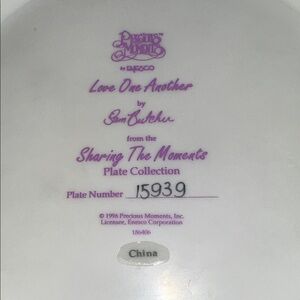 Precious Moments
by ENESCO
Love One Another
by
Sam Butcher
from the
Sharing The Moments
Plate Collection
Plate Number 15939
© 1996 Precious Moments, Inc.
Licensee, Enesco Corporation
186406
China